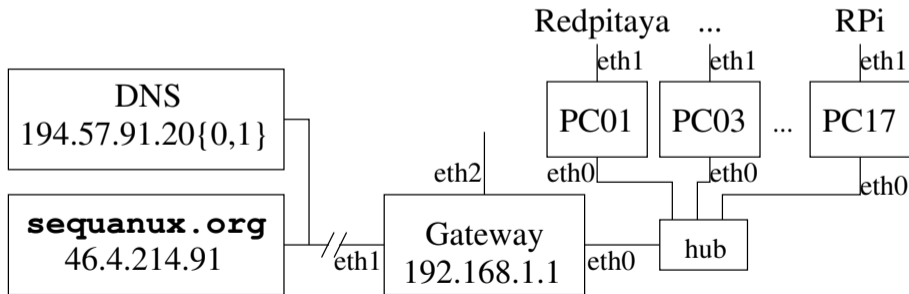 Redpitaya ... RPi
eth1 eth1 eth1
DNS
194.57.91.20{0,1}
PC01 PC03 ... PC17
eth2 eth0 eth0 eth0
sequanux.org
46.4.214.91
eth1
Gateway
192.168.1.1
eth0
hub